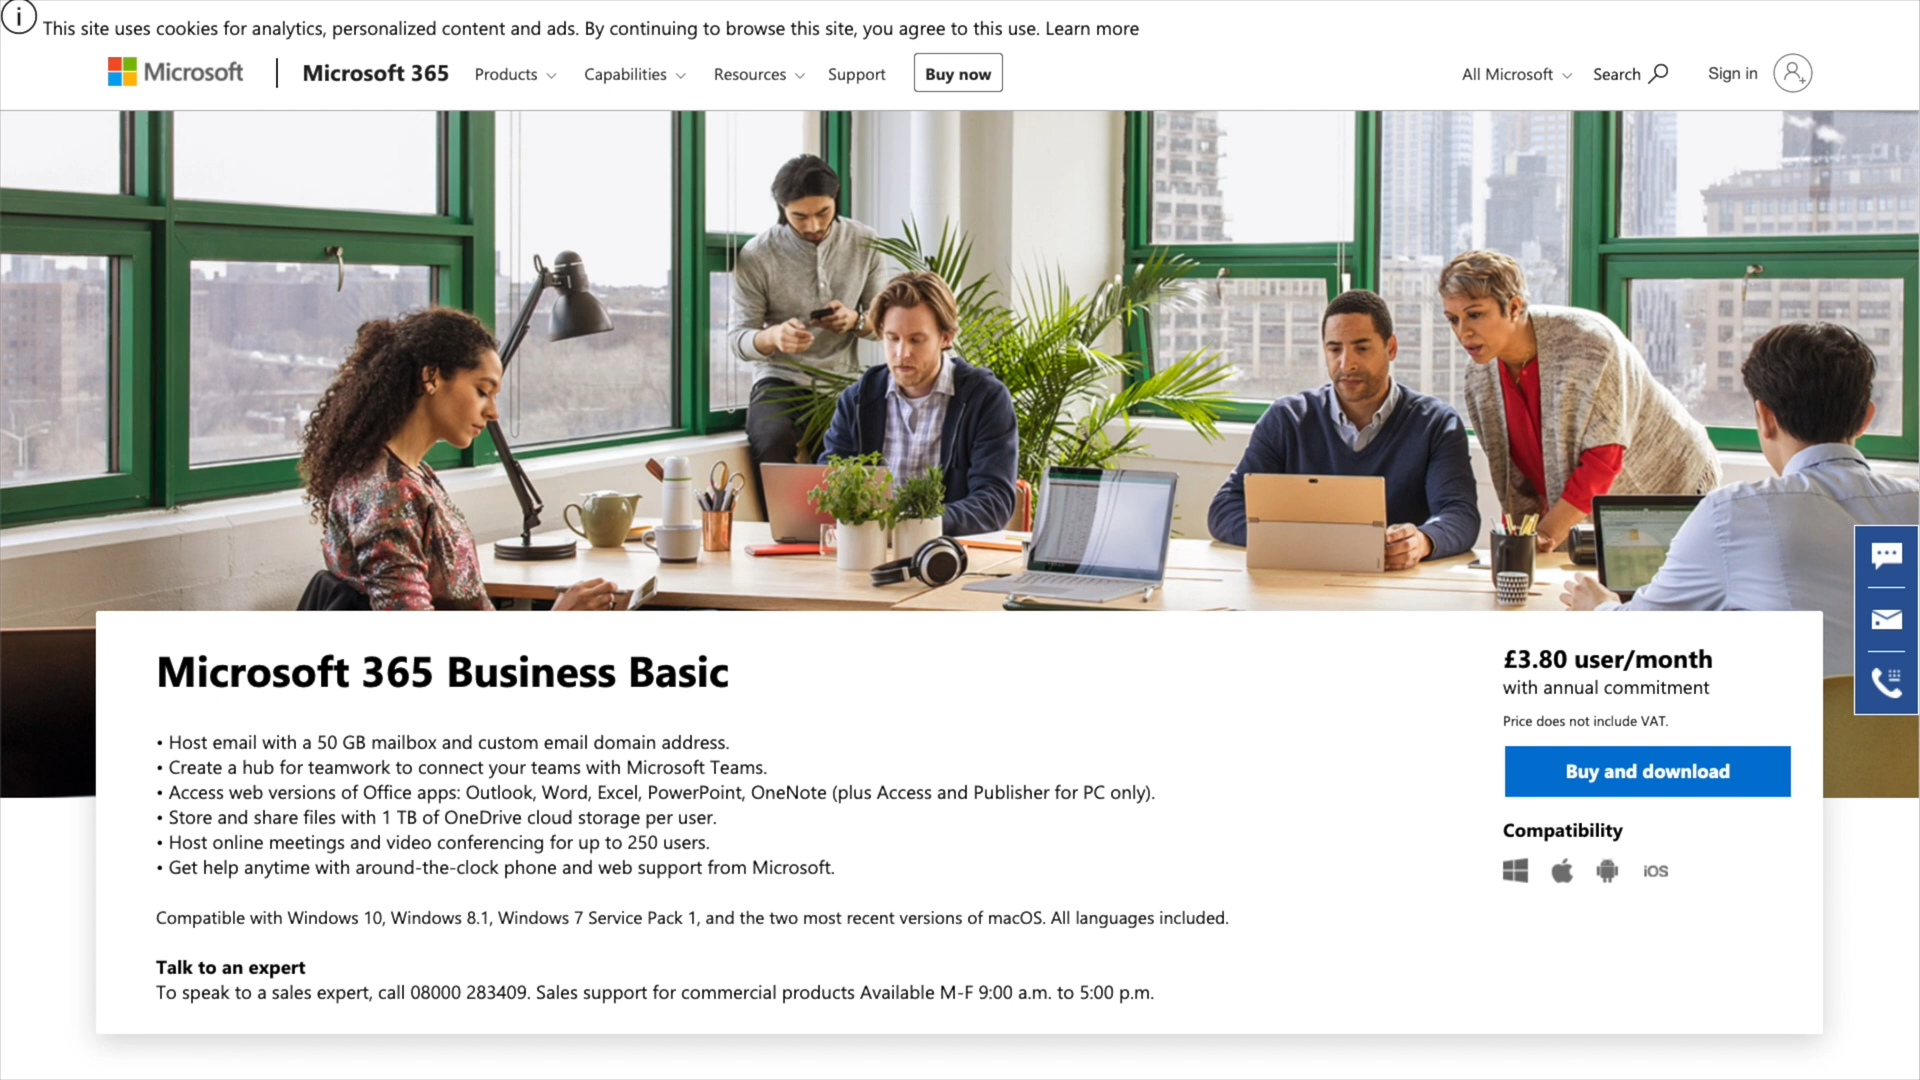 This site uses cookies for analytics, personalized content and ads. By continuing to browse this site, you agree to this use. Learn more
Microsoft
Microsoft 365
Products
Capabilities
Resources
Support
Buy now
All Microsoft
Search
Sign in
Microsoft 365 Business Basic
• Host email with a 50 GB mailbox and custom email domain address.
• Create a hub for teamwork to connect your teams with Microsoft Teams.
• Access web versions of Office apps: Outlook, Word, Excel, PowerPoint, OneNote (plus Access and Publisher for PC only).
• Store and share files with 1 TB of OneDrive cloud storage per user.
• Host online meetings and video conferencing for up to 250 users.
• Get help anytime with around-the-clock phone and web support from Microsoft.
Compatible with Windows 10, Windows 8.1, Windows 7 Service Pack 1, and the two most recent versions of macOS. All languages included.
Talk to an expert
To speak to a sales expert, call 08000 283409. Sales support for commercial products Available M-F 9:00 a.m. to 5:00 p.m.
£3.80 user/month
with annual commitment
Price does not include VAT.
Buy and download
Compatibility
iOS